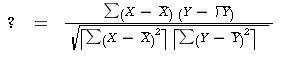 ? = ∑(X − X̄) (Y − ΓY) / √⌈∑(X − X̄)²⌉ ⌈∑(Y − Ȳ)²⌉